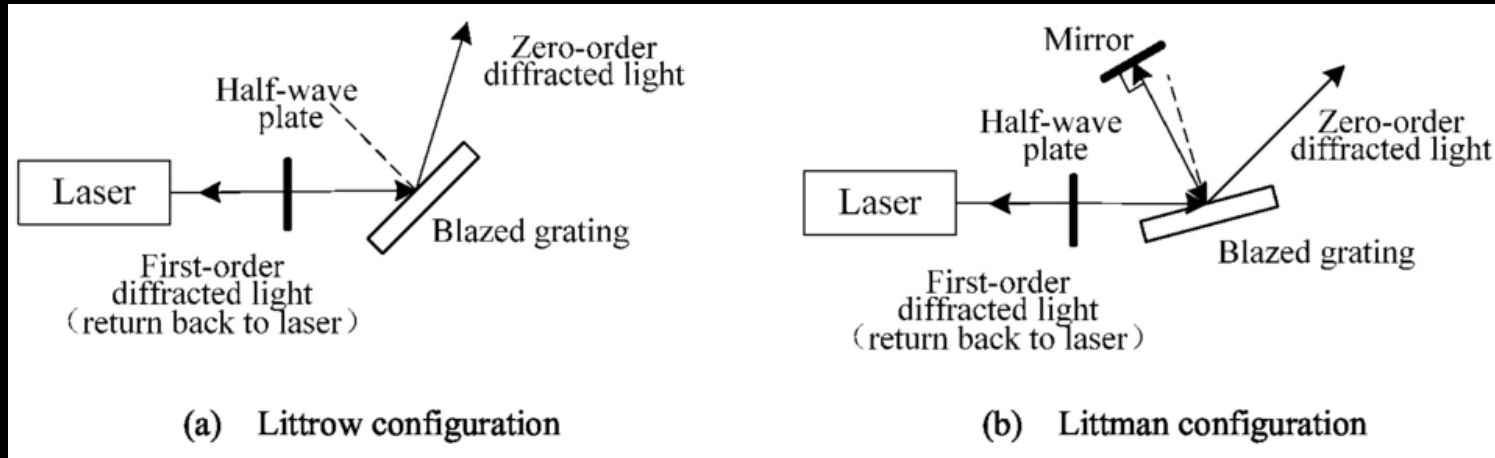 Zero-order
diffracted light
Half-wave
plate
Laser
Blazed grating
First-order
diffracted light
（return back to laser）
(a) Littrow configuration
Mirror
Half-wave
plate
Zero-order
diffracted light
Laser
Blazed grating
First-order
diffracted light
（return back to laser）
(b) Littman configuration